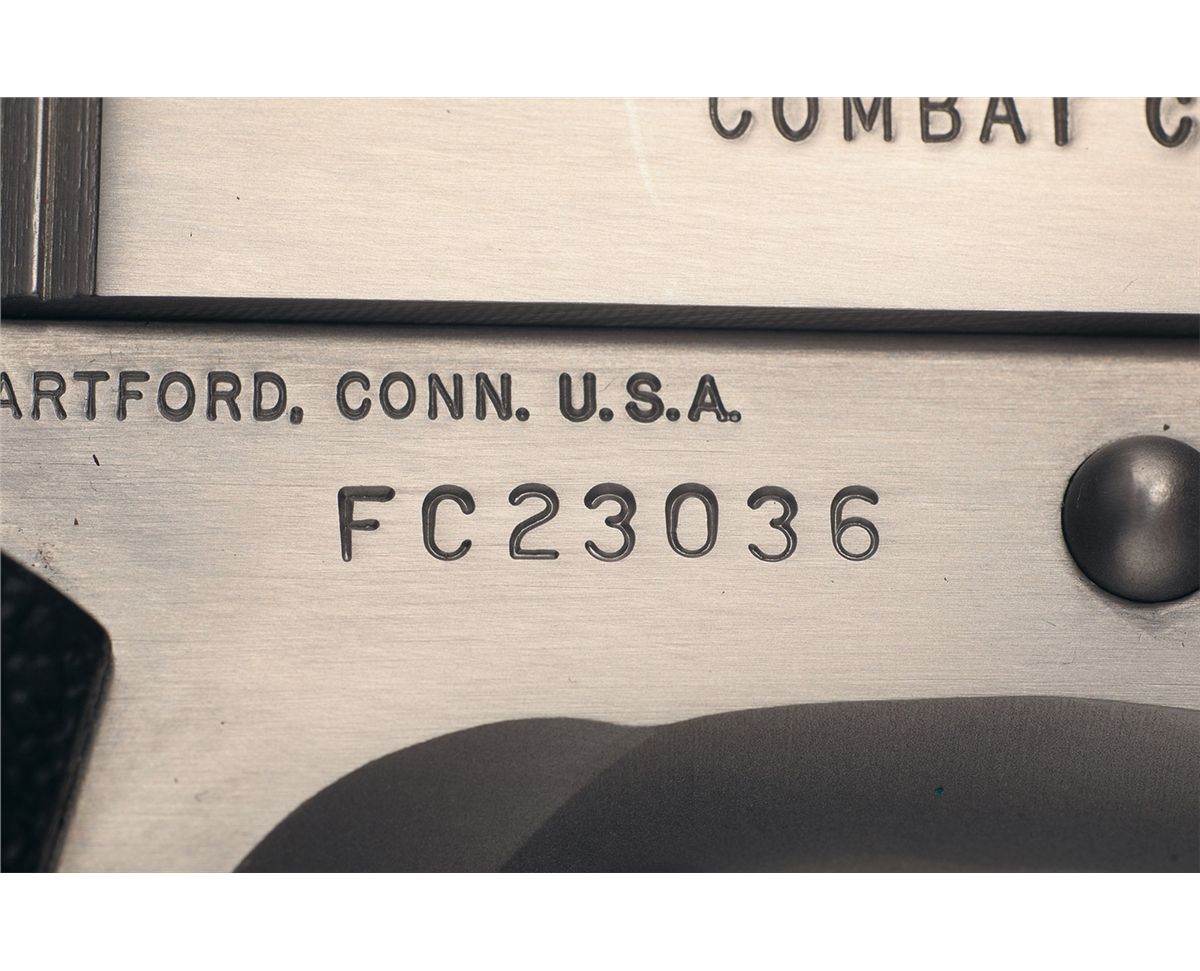 COMBAT C
ARTFORD, CONN. U.S.A.
FC23036